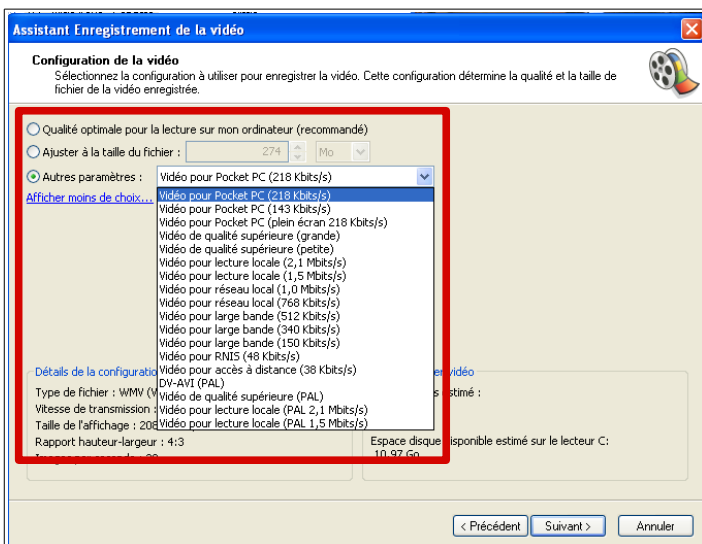 Assistant Enregistrement de la vidéo
Configuration de la vidéo
Sélectionnez la configuration à utiliser pour enregistrer la vidéo. Cette configuration détermine la qualité et la taille de
fichier de la vidéo enregistrée.
Qualité optimale pour la lecture sur mon ordinateur (recommandé)
Ajuster à la taille du fichier : 274 Mo
Autres paramètres : Vidéo pour Pocket PC (218 Kbits/s)
Afficher moins de choix...
Vidéo pour Pocket PC (218 Kbits/s)
Vidéo pour Pocket PC (143 Kbits/s)
Vidéo pour Pocket PC (plein écran 218 Kbits/s)
Vidéo de qualité supérieure (grande)
Vidéo de qualité supérieure (petite)
Vidéo pour lecture locale (2,1 Mbits/s)
Vidéo pour lecture locale (1,5 Mbits/s)
Vidéo pour réseau local (1,0 Mbits/s)
Vidéo pour réseau local (768 Kbits/s)
Vidéo pour large bande (512 Kbits/s)
Vidéo pour large bande (340 Kbits/s)
Vidéo pour large bande (150 Kbits/s)
Vidéo pour RNIS (48 Kbits/s)
Vidéo pour accès à distance (38 Kbits/s)
DV-AVI (PAL)
Vidéo de qualité supérieure (PAL)
Vidéo pour lecture locale (PAL 2,1 Mbits/s)
Vidéo pour lecture locale (PAL 1,5 Mbits/s)
Détails de la configuratio
Type de fichier : WMV (
Vitesse de transmission :
Taille de l'affichage : 208
Rapport hauteur-largeur : 4:3
vidéo
estimé :
Espace disque disponible estimé sur le lecteur C:
10,97 Go
< Précédent
Suivant >
Annuler